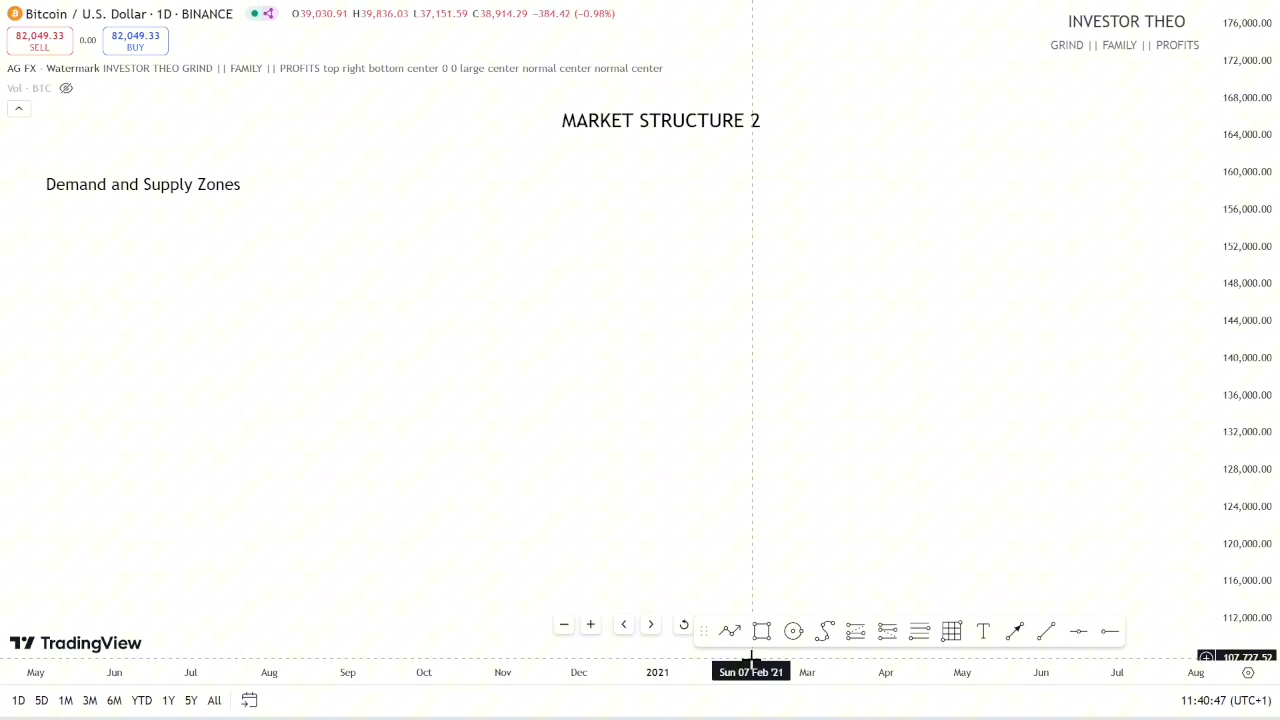 Bitcoin / U.S. Dollar · 1D · BINANCE O39,030.91 H39,836.03 L37,151.59 C38,914.29 −384.42 (−0.98%)
82,049.33 SELL 0.00 82,049.33 BUY
AG FX - Watermark INVESTOR THEO GRIND || FAMILY || PROFITS top right bottom center 0 0 large center normal center normal center
Vol · BTC
INVESTOR THEO
GRIND || FAMILY || PROFITS
MARKET STRUCTURE 2
Demand and Supply Zones
176,000.00
172,000.00
168,000.00
164,000.00
160,000.00
156,000.00
152,000.00
148,000.00
144,000.00
140,000.00
136,000.00
132,000.00
128,000.00
124,000.00
120,000.00
116,000.00
112,000.00
107,727.52
TradingView
May Jun Jul Aug Sep Oct Nov Dec 2021 Sun 07 Feb '21 Mar Apr May Jun Jul Aug
1D 5D 1M 3M 6M YTD 1Y 5Y All 11:40:47 (UTC+1)